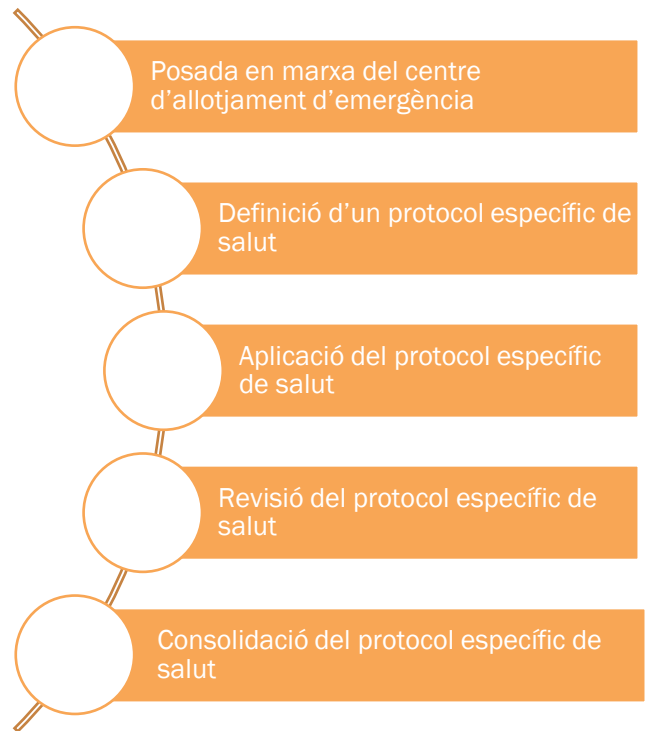 Posada en marxa del centre
d’allotjament d’emergència
Definició d’un protocol específic de
salut
Aplicació del protocol específic
de salut
Revisió del protocol específic de
salut
Consolidació del protocol específic de
salut